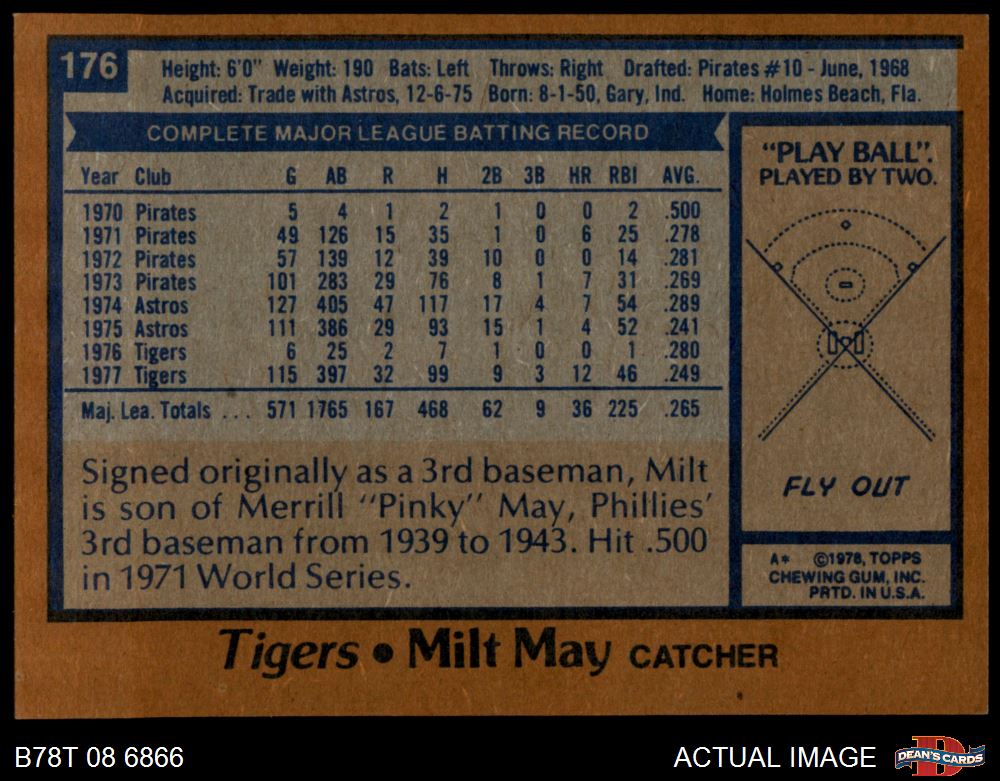 176
Height: 6'0" Weight: 190 Bats: Left Throws: Right Drafted: Pirates #10 - June, 1968
Acquired: Trade with Astros, 12-6-75 Born: 8-1-50, Gary, Ind. Home: Holmes Beach, Fla.
COMPLETE MAJOR LEAGUE BATTING RECORD
Year Club G AB R H 2B 3B HR RBI AVG.
1970 Pirates 5 4 1 2 1 0 0 2 .500
1971 Pirates 49 126 15 35 1 0 6 25 .278
1972 Pirates 57 139 12 39 10 0 0 14 .281
1973 Pirates 101 283 29 76 8 1 7 31 .269
1974 Astros 127 405 47 117 17 4 7 54 .289
1975 Astros 111 386 29 93 15 1 4 52 .241
1976 Tigers 6 25 2 7 1 0 0 1 .280
1977 Tigers 115 397 32 99 9 3 12 46 .249
Maj. Lea. Totals ... 571 1765 167 468 62 9 36 225 .265
Signed originally as a 3rd baseman, Milt
is son of Merrill "Pinky" May, Phillies'
3rd baseman from 1939 to 1943. Hit .500
in 1971 World Series.
"PLAY BALL".
PLAYED BY TWO.
FLY OUT
A* ©1978, TOPPS
CHEWING GUM, INC.
PRTD. IN U.S.A.
Tigers • Milt May CATCHER
B78T 08 6866
ACTUAL IMAGE
D
DEAN'S CARDS